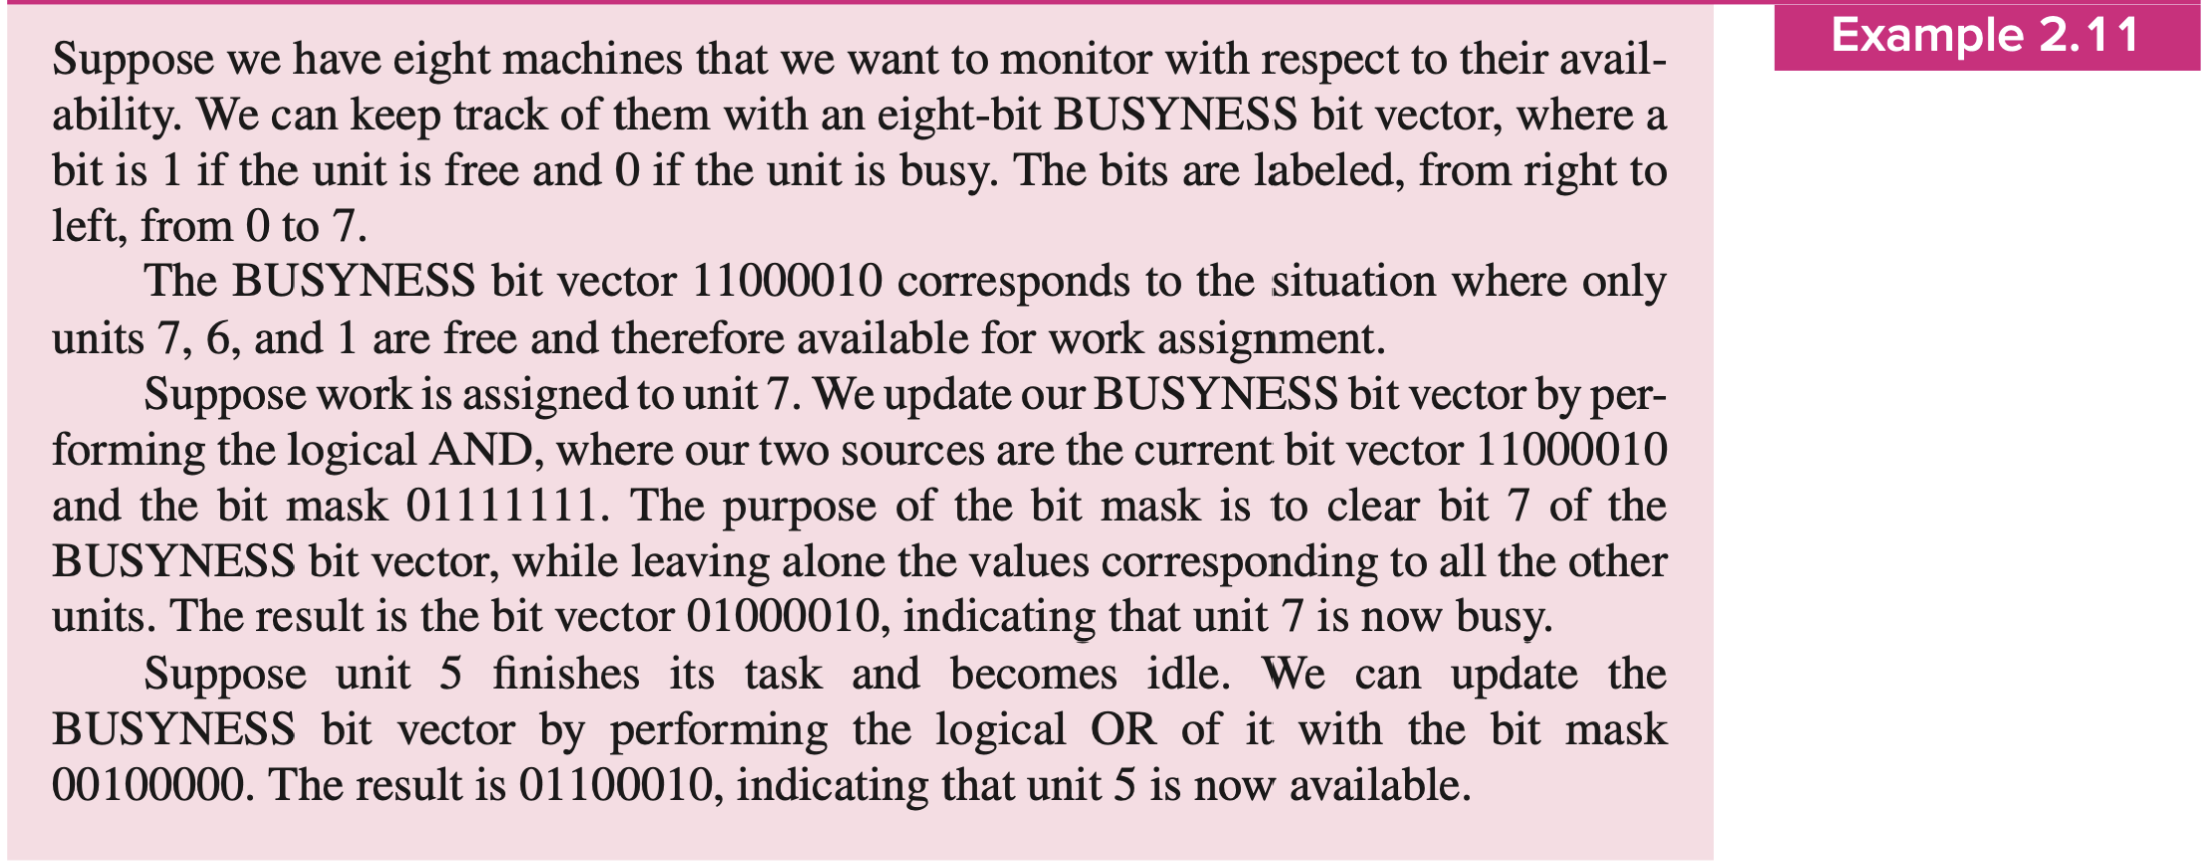 Example 2.11
Suppose we have eight machines that we want to monitor with respect to their avail-
ability. We can keep track of them with an eight-bit BUSYNESS bit vector, where a
bit is 1 if the unit is free and 0 if the unit is busy. The bits are labeled, from right to
left, from 0 to 7.
The BUSYNESS bit vector 11000010 corresponds to the situation where only
units 7, 6, and 1 are free and therefore available for work assignment.
Suppose work is assigned to unit 7. We update our BUSYNESS bit vector by per-
forming the logical AND, where our two sources are the current bit vector 11000010
and the bit mask 01111111. The purpose of the bit mask is to clear bit 7 of the
BUSYNESS bit vector, while leaving alone the values corresponding to all the other
units. The result is the bit vector 01000010, indicating that unit 7 is now busy.
Suppose unit 5 finishes its task and becomes idle. We can update the
BUSYNESS bit vector by performing the logical OR of it with the bit mask
00100000. The result is 01100010, indicating that unit 5 is now available.